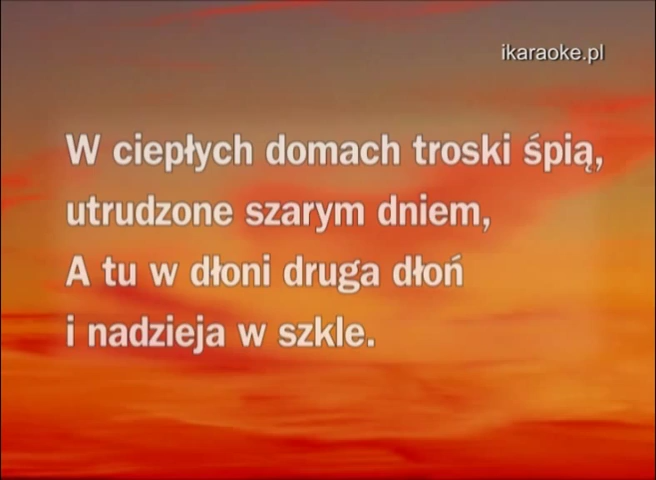 ikaraoke.pl
W ciepłych domach troski śpią,
utrudzone szarym dniem,
A tu w dłoni druga dłoń
i nadzieja w szkle.